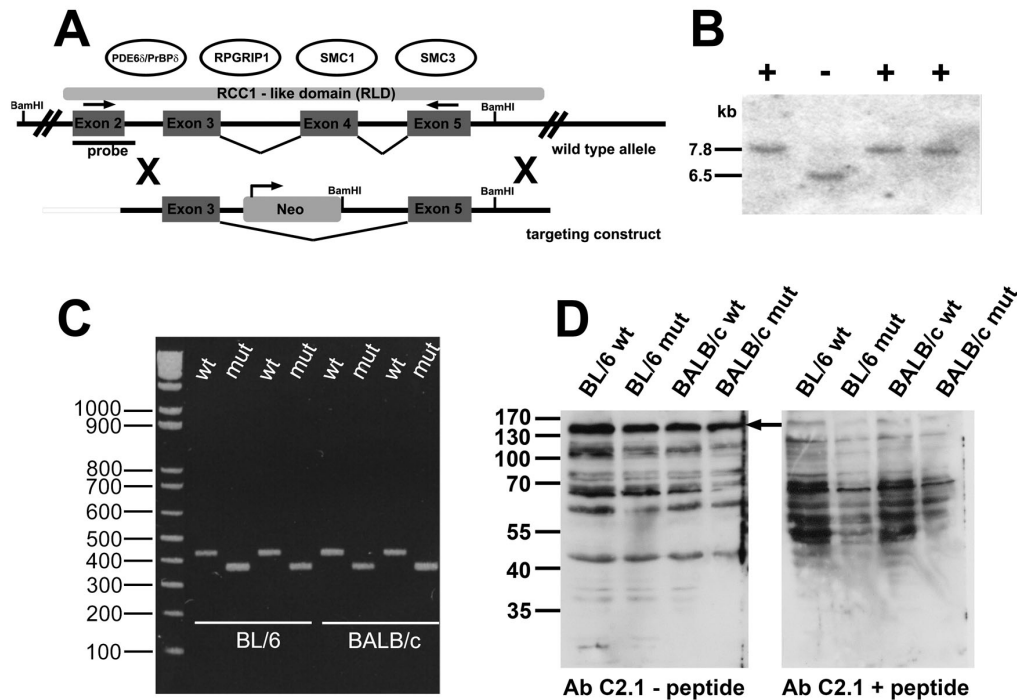 A
PDE6δ/PrBPδ RPGRIP1 SMC1 SMC3
RCC1 - like domain (RLD)
BamHI BamHI
Exon 2 Exon 3 Exon 4 Exon 5
probe wild type allele
X X
BamHI BamHI
Exon 3 Neo Exon 5
targeting construct
B
+ - + +
kb
7.8
6.5
C
wt mut wt mut wt mut wt mut
1000
900
800
700
600
500
400
300
200
100
BL/6 BALB/c
D
BL/6 wt BL/6 mut BALB/c wt BALB/c mut BL/6 wt BL/6 mut BALB/c wt BALB/c mut
170
130
100
70
55
40
35
Ab C2.1 - peptide Ab C2.1 + peptide